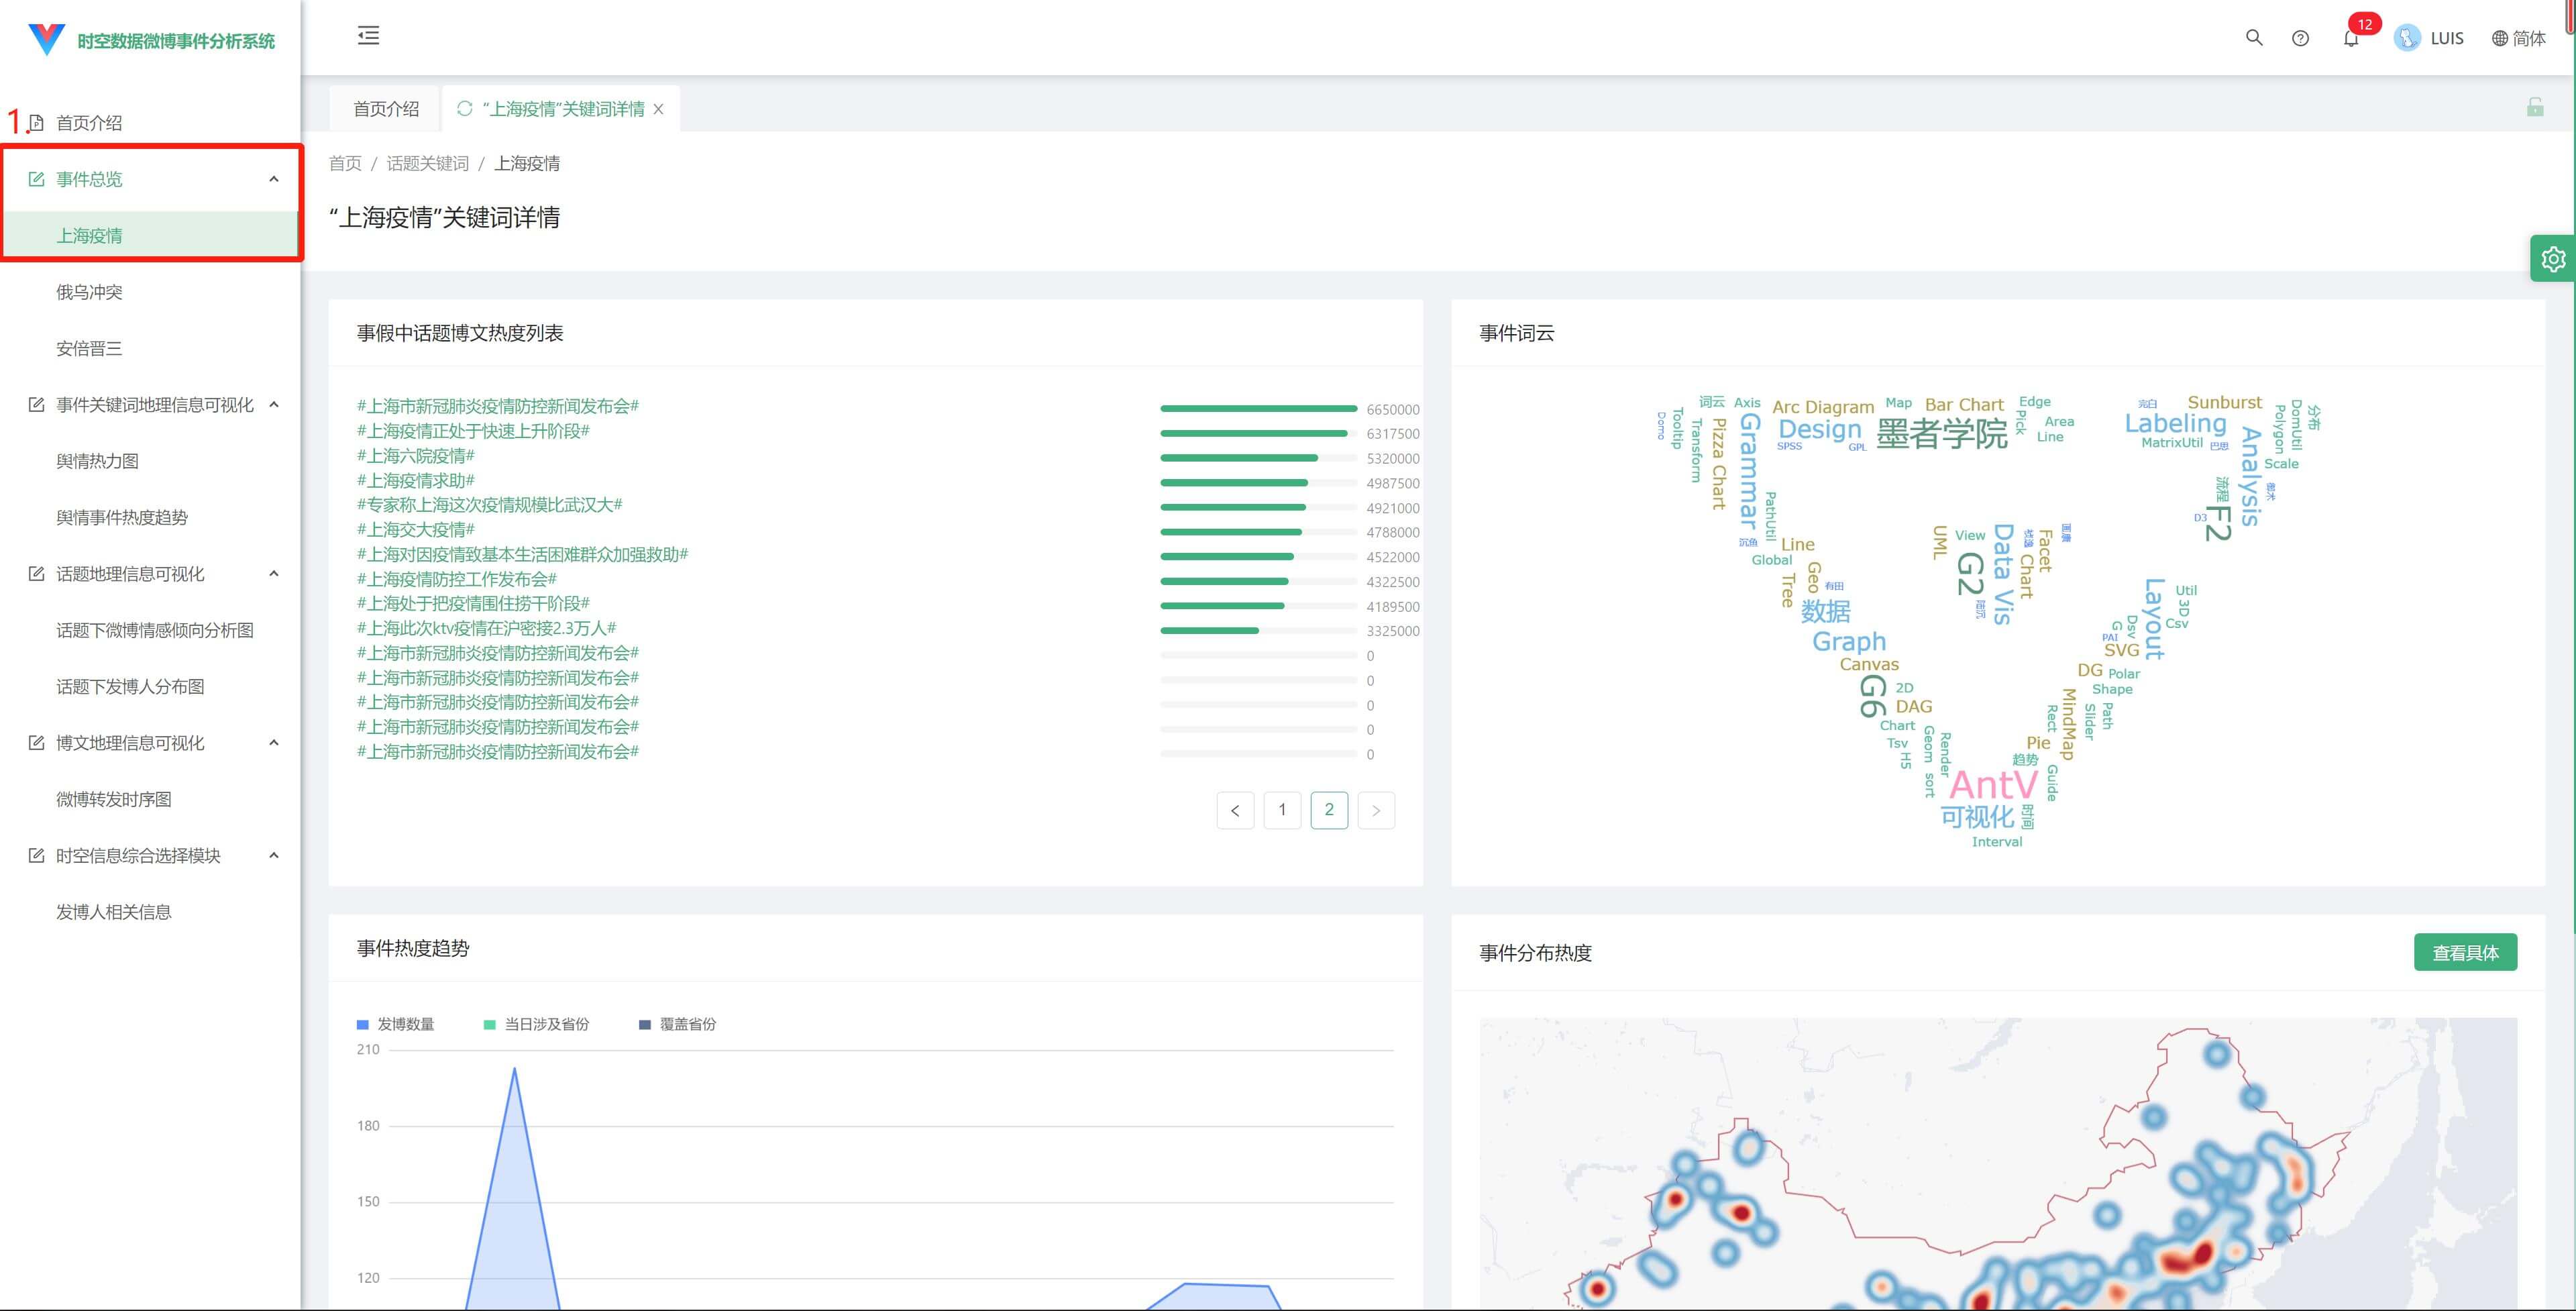 时空数据微博事件分析系统
12
LUIS
简体
1.
首页介绍
事件总览
上海疫情
俄乌冲突
安倍晋三
事件关键词地理信息可视化
舆情热力图
舆情事件热度趋势
话题地理信息可视化
话题下微博情感倾向分析图
话题下发博人分布图
博文地理信息可视化
微博转发时序图
时空信息综合选择模块
发博人相关信息
首页介绍
“上海疫情”关键词详情
首页 / 话题关键词 / 上海疫情
“上海疫情”关键词详情
事假中话题博文热度列表
#上海市新冠肺炎疫情防控新闻发布会# 6650000
#上海疫情正处于快速上升阶段# 6317500
#上海六院疫情# 5320000
#上海疫情求助# 4987500
#专家称上海这次疫情规模比武汉大# 4921000
#上海交大疫情# 4788000
#上海对因疫情致基本生活困难群众加强救助# 4522000
#上海疫情防控工作发布会# 4322500
#上海处于把疫情围住捞干阶段# 4189500
#上海此次ktv疫情在沪密接2.3万人# 3325000
#上海市新冠肺炎疫情防控新闻发布会# 0
#上海市新冠肺炎疫情防控新闻发布会# 0
#上海市新冠肺炎疫情防控新闻发布会# 0
#上海市新冠肺炎疫情防控新闻发布会# 0
#上海市新冠肺炎疫情防控新闻发布会# 0
< 1 2 >
事件词云
词云
Axis
Arc Diagram
Map
Bar Chart
Edge
Domo
Tooltip
Transform
Pizza Chart
Grammar
Design
SPSS
GPL
墨者学院
Pick
Area
Line
PathUtil
沉鱼
Line
Global
Tree
Geo
有田
数据
Graph
Canvas
G6
2D
DAG
Chart
Tsv
H5
Geom
Render
sort
AntV
可视化
时间
Interval
Guide
趋势
Pie
Rect
MindMap
Slider
Path
Shape
DG
Polar
SVG
PAI
G
Dsv
Layout
Csv
3D
Util
UML
View
G2
陆沉
Data Vis
Chart
Facet
Sunburst
Labeling
MatrixUtil
巴思
Analysis
Polygon
DomUtil
分布
Scale
流程
D3
F2
事件热度趋势
发博数量
当日涉及省份
覆盖省份
210
180
150
120
事件分布热度
查看具体